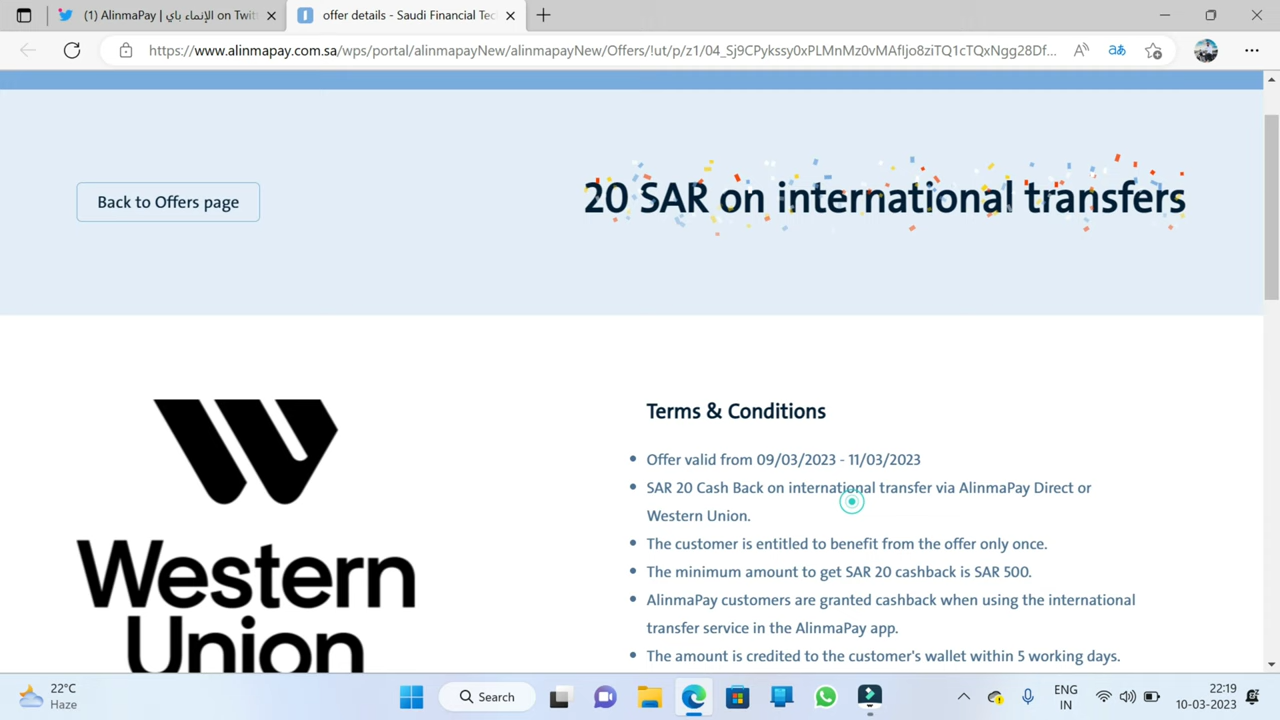 (1) AlinmaPay | الإنماء باي on Twit
offer details - Saudi Financial Tec
https://www.alinmapay.com.sa/wps/portal/alinmapayNew/alinmapayNew/Offers/!ut/p/z1/04_Sj9CPykssy0xPLMnMz0vMAfIjo8ziTQ1cTQxNgg28Df...
Back to Offers page
20 SAR on international transfers
Terms & Conditions
Offer valid from 09/03/2023 - 11/03/2023
SAR 20 Cash Back on international transfer via AlinmaPay Direct or
Western Union.
The customer is entitled to benefit from the offer only once.
The minimum amount to get SAR 20 cashback is SAR 500.
AlinmaPay customers are granted cashback when using the international
transfer service in the AlinmaPay app.
The amount is credited to the customer's wallet within 5 working days.
Western
Union
22°C
Haze
Search
ENG
IN
22:19
10-03-2023